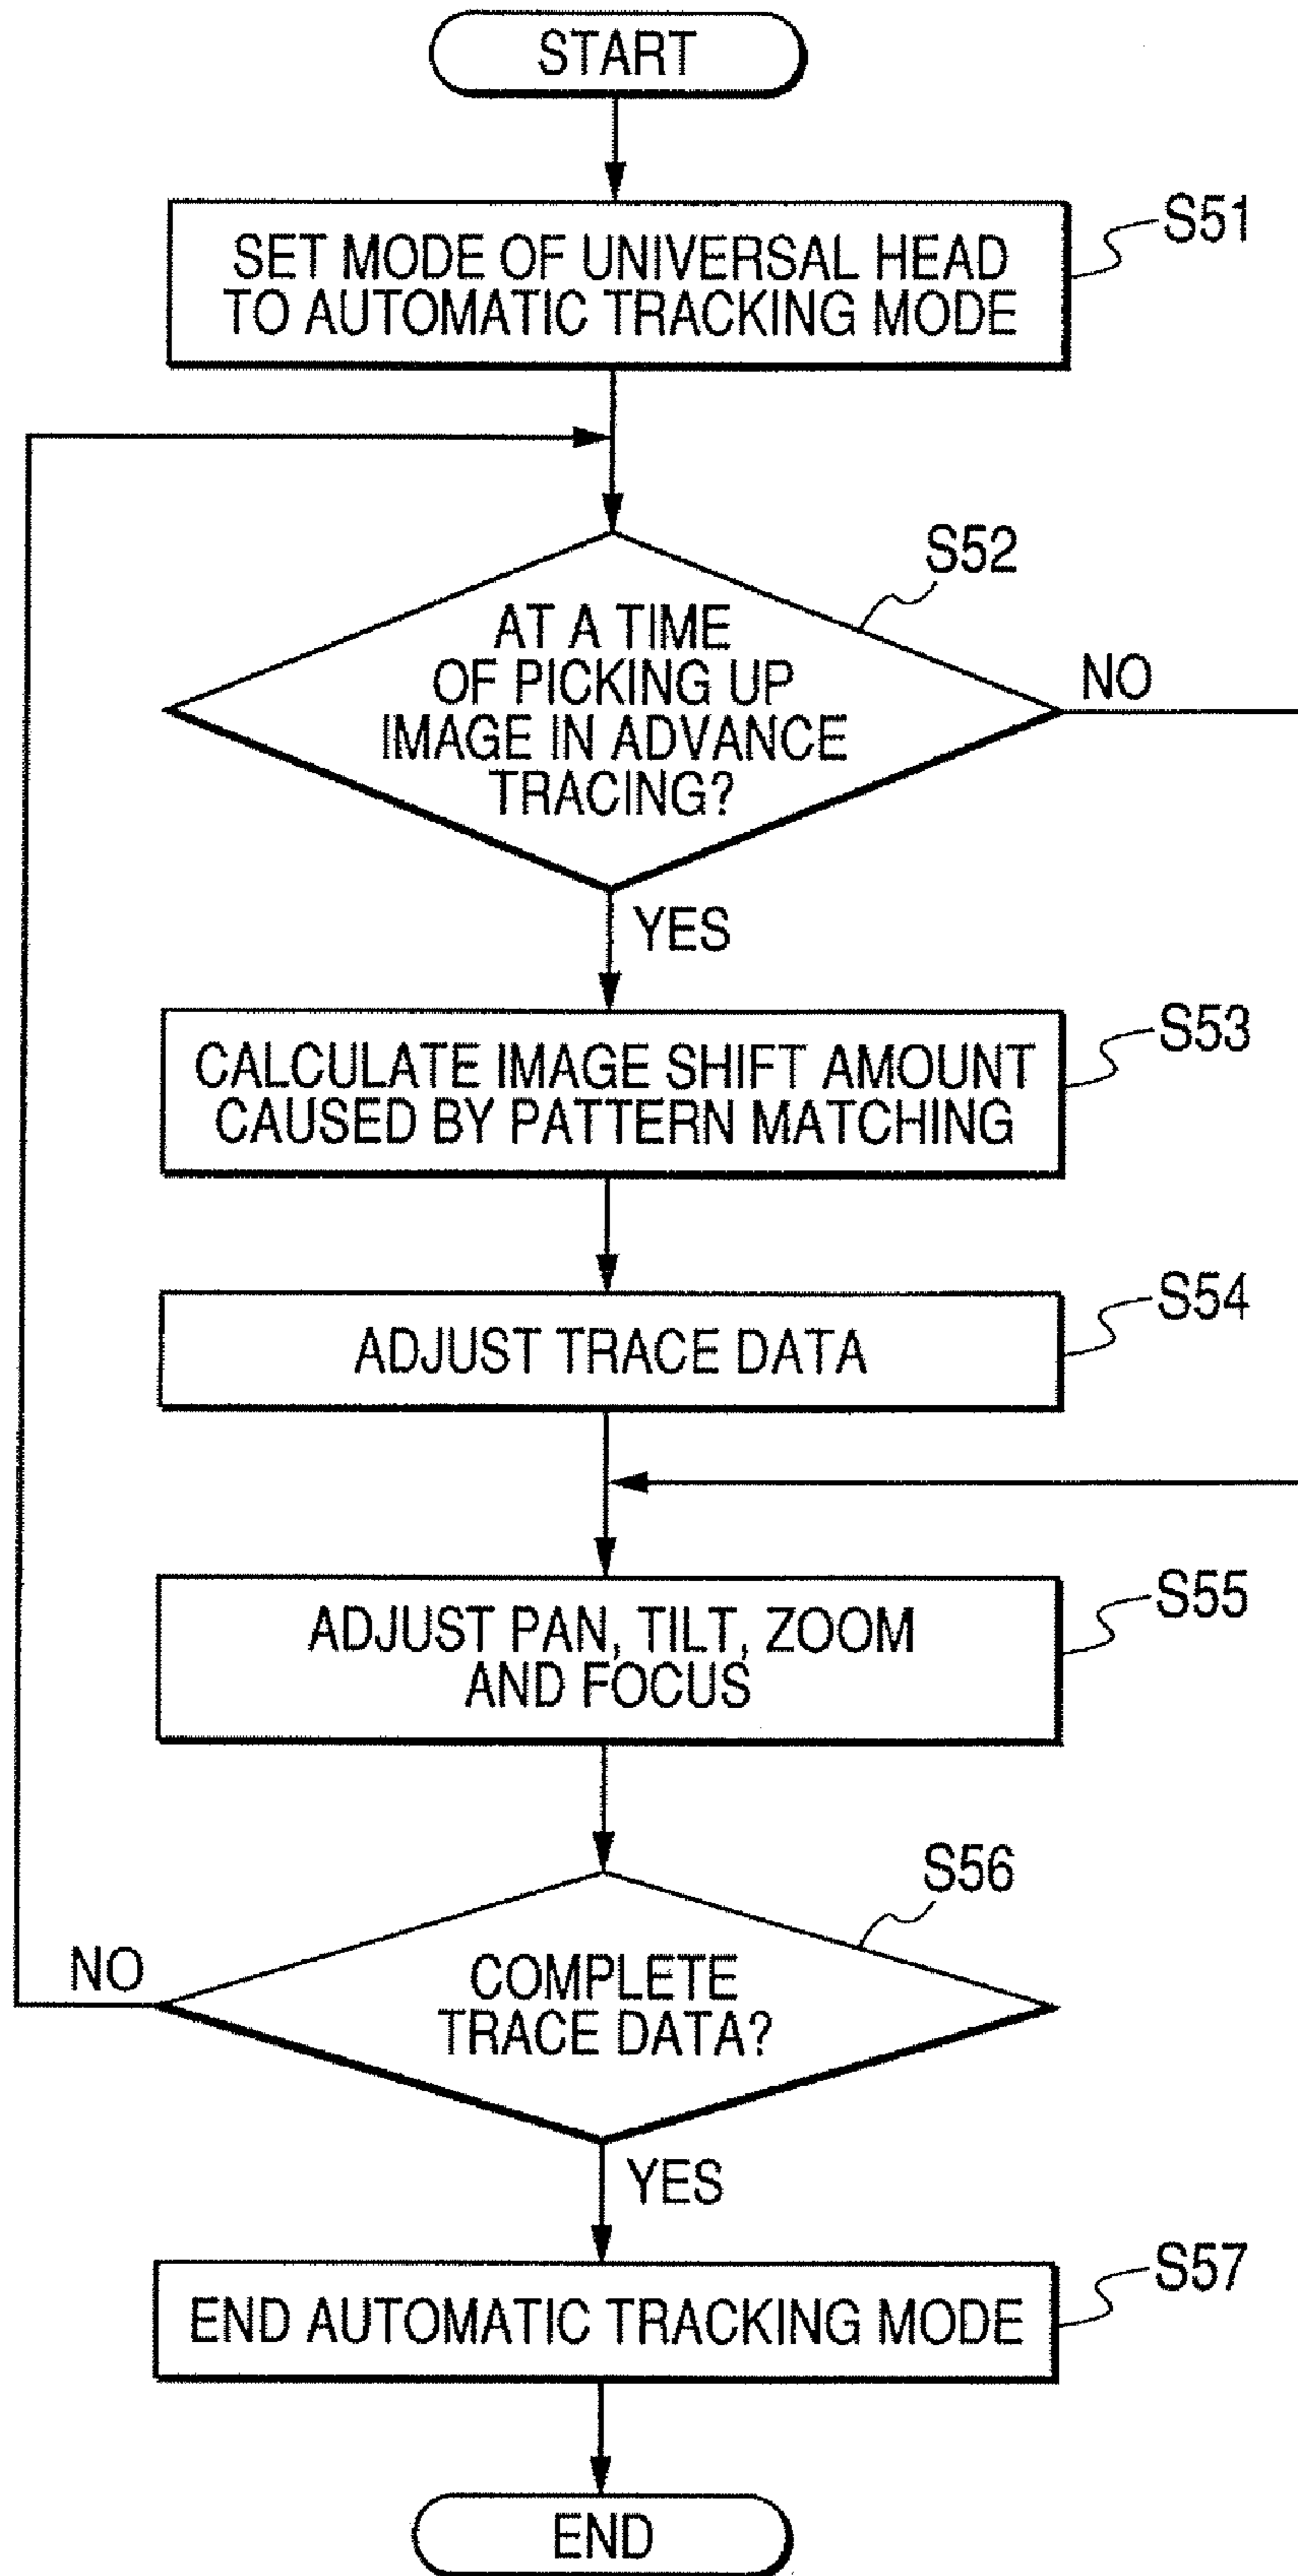 START
S51
SET MODE OF UNIVERSAL HEAD
TO AUTOMATIC TRACKING MODE
S52
AT A TIME
OF PICKING UP
IMAGE IN ADVANCE
TRACING?
NO
YES
S53
CALCULATE IMAGE SHIFT AMOUNT
CAUSED BY PATTERN MATCHING
S54
ADJUST TRACE DATA
S55
ADJUST PAN, TILT, ZOOM
AND FOCUS
S56
COMPLETE
TRACE DATA?
NO
YES
S57
END AUTOMATIC TRACKING MODE
END